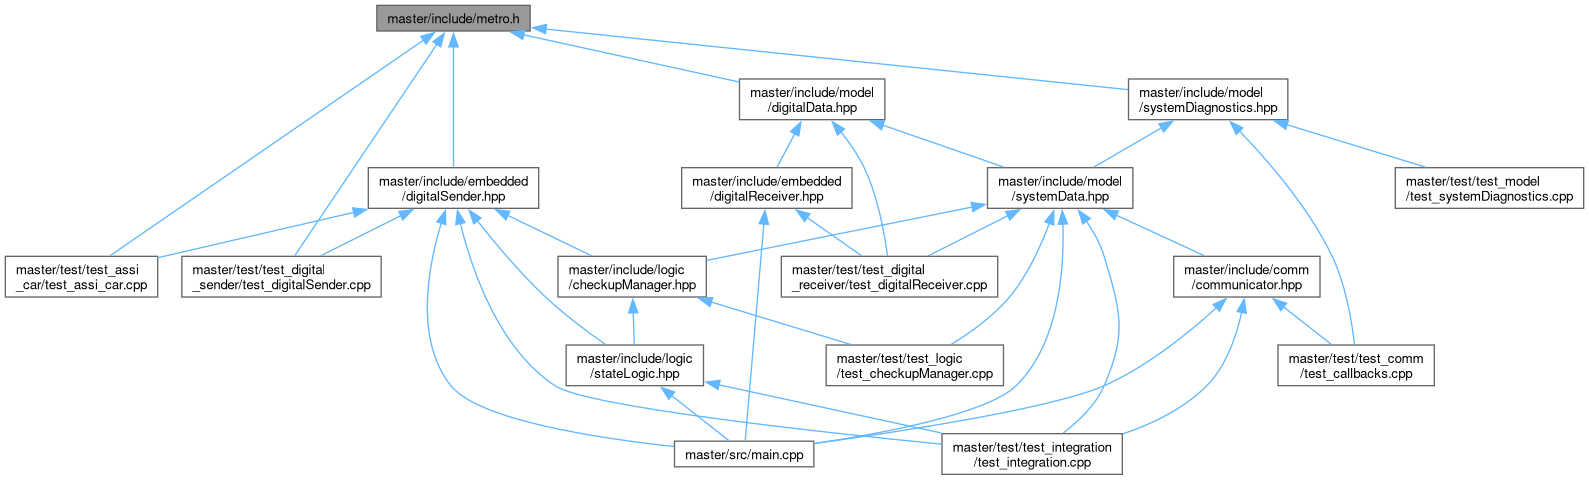 master/include/metro.h
master/include/model
/digitalData.hpp
master/include/model
/systemDiagnostics.hpp
master/include/embedded
/digitalSender.hpp
master/include/embedded
/digitalReceiver.hpp
master/include/model
/systemData.hpp
master/test/test_model
/test_systemDiagnostics.cpp
master/test/test_assi
_car/test_assi_car.cpp
master/test/test_digital
_sender/test_digitalSender.cpp
master/include/logic
/checkupManager.hpp
master/test/test_digital
_receiver/test_digitalReceiver.cpp
master/include/comm
/communicator.hpp
master/include/logic
/stateLogic.hpp
master/test/test_logic
/test_checkupManager.cpp
master/test/test_comm
/test_callbacks.cpp
master/src/main.cpp
master/test/test_integration
/test_integration.cpp